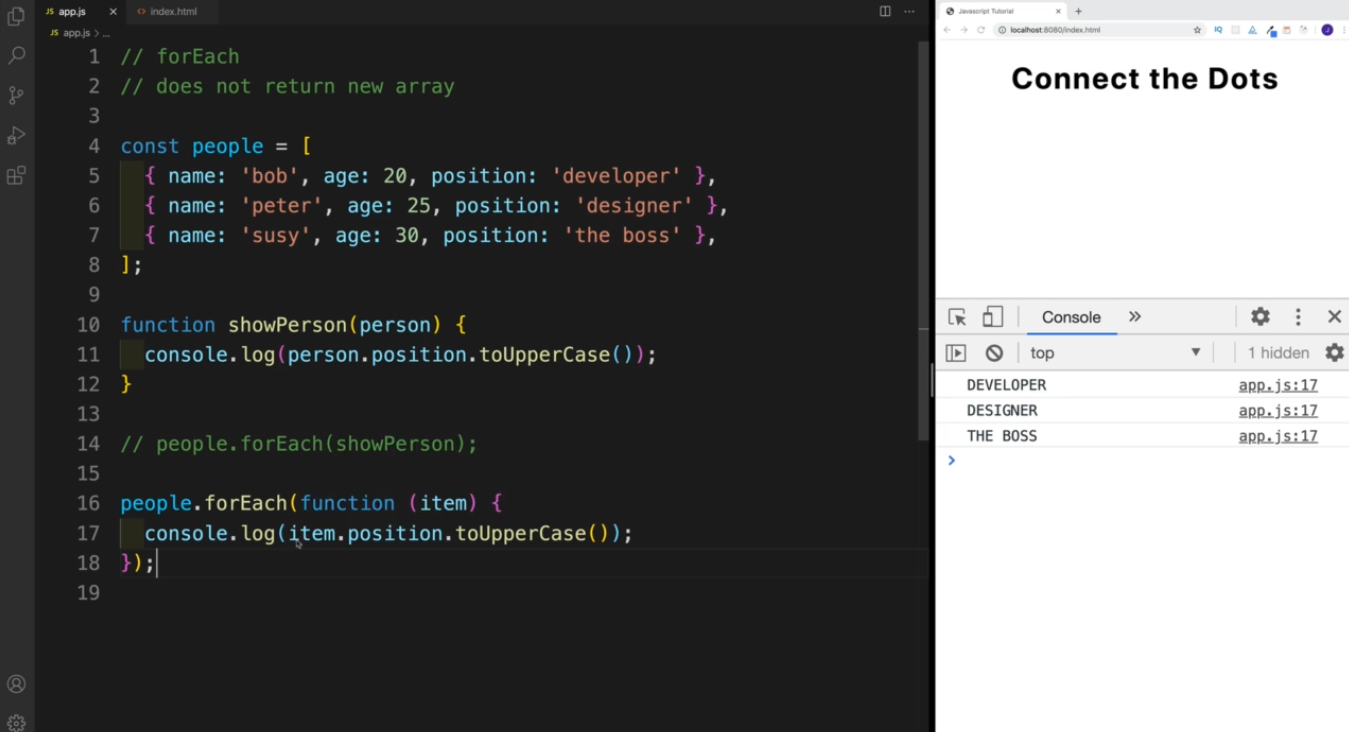 app.js
index.html
app.js > ...
1 // forEach
2 // does not return new array
3
4 const people = [
5 { name: 'bob', age: 20, position: 'developer' },
6 { name: 'peter', age: 25, position: 'designer' },
7 { name: 'susy', age: 30, position: 'the boss' },
8 ];
9
10 function showPerson(person) {
11 console.log(person.position.toUpperCase());
12 }
13
14 // people.forEach(showPerson);
15
16 people.forEach(function (item) {
17 console.log(item.position.toUpperCase());
18 });
19
Javascript Tutorial
localhost:8080/index.html
Connect the Dots
Console
top
1 hidden
DEVELOPER app.js:17
DESIGNER app.js:17
THE BOSS app.js:17